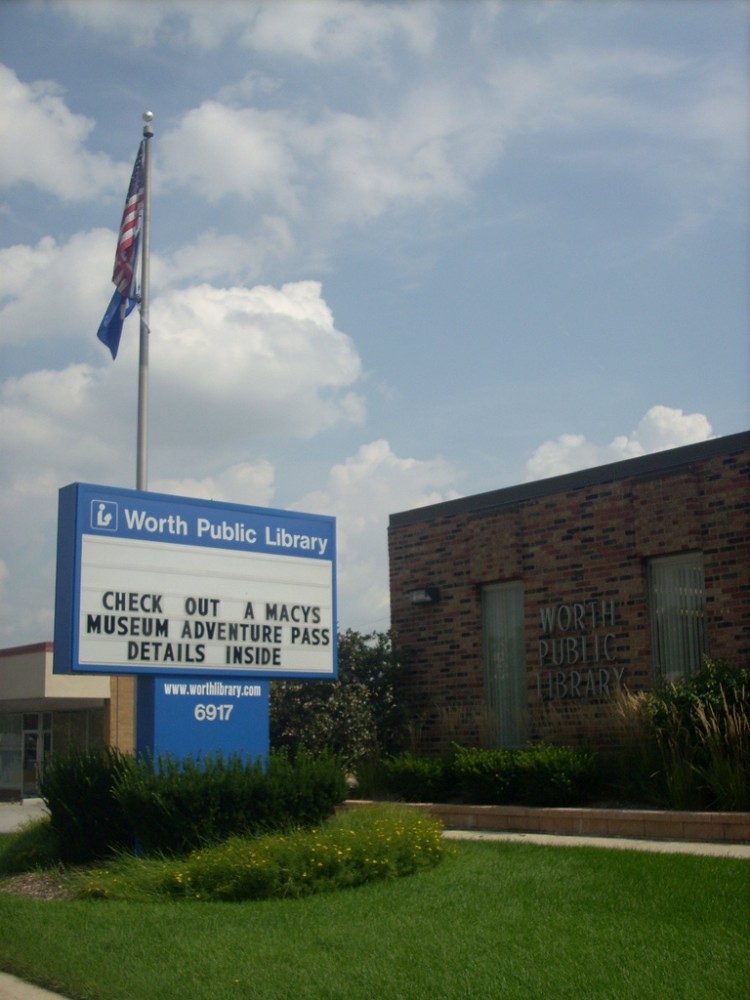 Worth Public Library
CHECK OUT A MACYS
MUSEUM ADVENTURE PASS
DETAILS INSIDE
www.worthlibrary.com
6917
WORTH
PUBLIC
LIBRARY